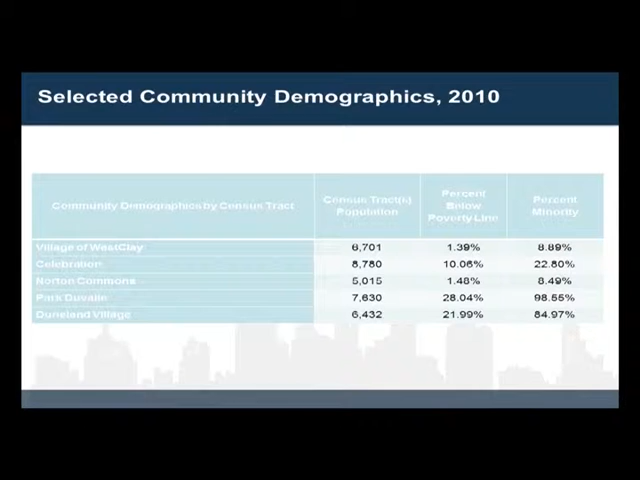 Selected Community Demographics, 2010
Community Demographics by Census Tract
Census Tract(s) Population
Percent Below Poverty Line
Percent Minority
Village of WestClay 6,701 1.39% 8.89%
Celebration 8,780 10.06% 22.80%
Norton Commons 5,015 1.48% 8.49%
Park Duvalle 7,630 28.04% 98.55%
Duneland Village 6,432 21.99% 84.97%